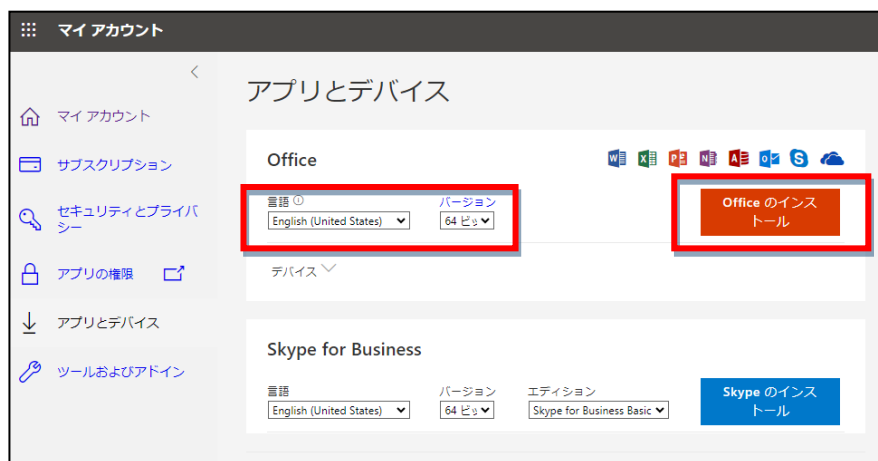 マイ アカウント
アプリとデバイス
マイ アカウント
サブスクリプション
セキュリティとプライバ
シー
アプリの権限
アプリとデバイス
ツールおよびアドイン
Office
言語 バージョン
English (United States) 64 ビッ
Office のインス
トール
デバイス
Skype for Business
言語 バージョン エディション
English (United States) 64 ビッ Skype for Business Basic
Skype のインス
トール